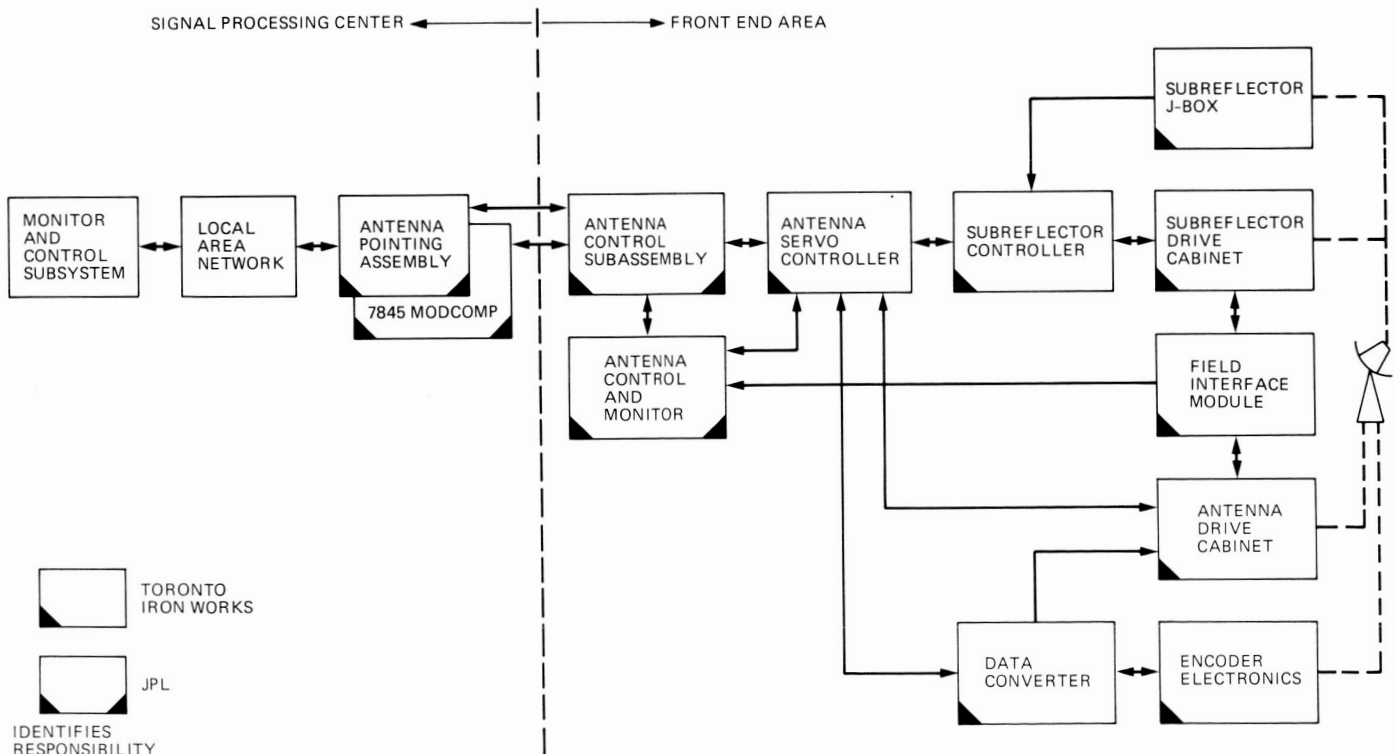 SIGNAL PROCESSING CENTER
FRONT END AREA
SUBREFLECTOR
J-BOX
MONITOR
AND
CONTROL
SUBSYSTEM
LOCAL
AREA
NETWORK
ANTENNA
POINTING
ASSEMBLY
7845 MODCOMP
ANTENNA
CONTROL
SUBASSEMBLY
ANTENNA
SERVO
CONTROLLER
SUBREFLECTOR
CONTROLLER
SUBREFLECTOR
DRIVE
CABINET
ANTENNA
CONTROL
AND
MONITOR
FIELD
INTERFACE
MODULE
ANTENNA
DRIVE
CABINET
DATA
CONVERTER
ENCODER
ELECTRONICS
TORONTO
IRON WORKS
JPL
IDENTIFIES
RESPONSIBILITY